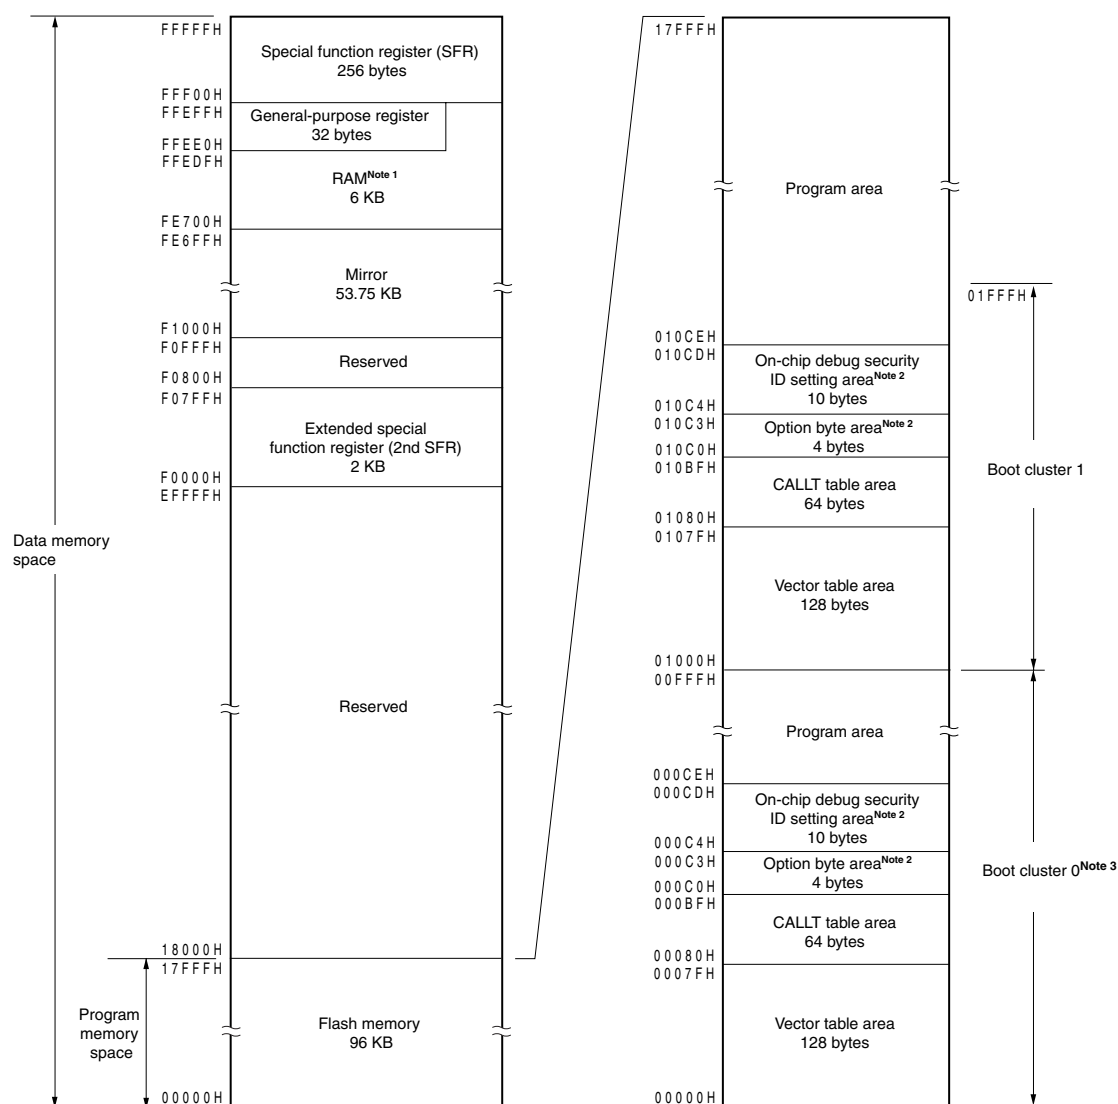 FFFFFH
Special function register (SFR)
256 bytes
FFF00H
FFEFFH
General-purpose register
32 bytes
FFEE0H
FFEDFH
RAMNote 1
6 KB
FE700H
FE6FFH
Mirror
53.75 KB
F1000H
F0FFFH
Reserved
F0800H
F07FFH
Extended special
function register (2nd SFR)
2 KB
F0000H
EFFFFH
Data memory
space
Reserved
18000H
17FFFH
Program
memory
space
Flash memory
96 KB
00000H
17FFFH
Program area
01FFFH
010CEH
010CDH
On-chip debug security
ID setting areaNote 2
10 bytes
010C4H
010C3H
Option byte areaNote 2
4 bytes
010C0H
010BFH
CALLT table area
64 bytes
Boot cluster 1
01080H
0107FH
Vector table area
128 bytes
01000H
00FFFH
Program area
000CEH
000CDH
On-chip debug security
ID setting areaNote 2
10 bytes
000C4H
000C3H
Option byte areaNote 2
4 bytes
Boot cluster 0Note 3
000C0H
000BFH
CALLT table area
64 bytes
00080H
0007FH
Vector table area
128 bytes
00000H